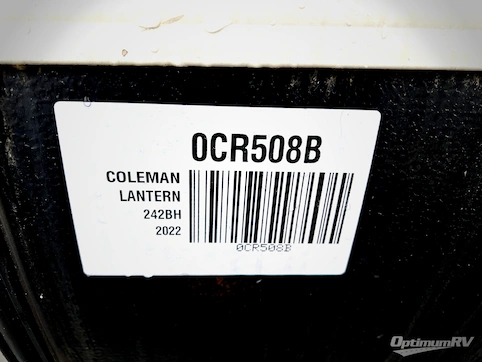 0CR508B
COLEMAN
LANTERN
242BH
2022
0CR508B
OptimumRV